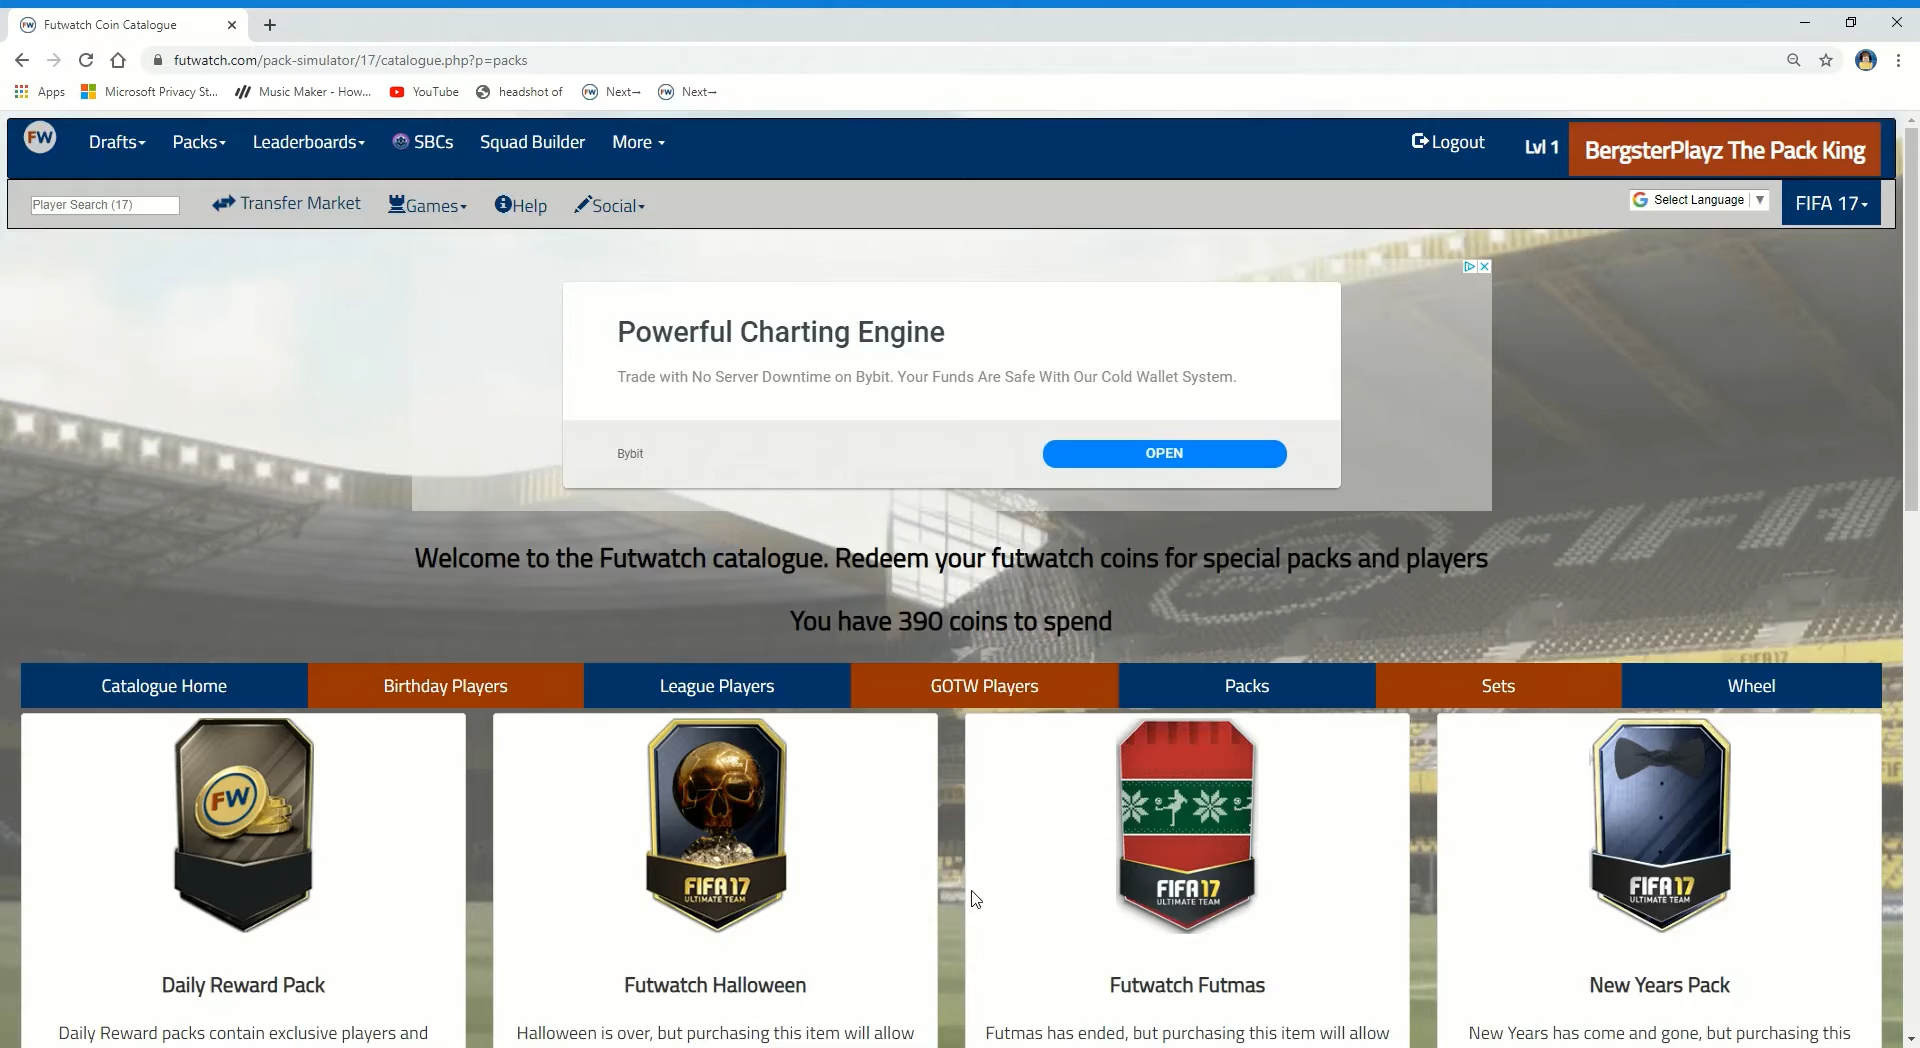 Futwatch Coin Catalogue
futwatch.com/pack-simulator/17/catalogue.php?p=packs
Apps Microsoft Privacy St... Music Maker - How... YouTube headshot of FW Next→ FW Next→
FW Drafts Packs Leaderboards SBCs Squad Builder More Logout Lvl 1 BergsterPlayz The Pack King
Player Search (17) Transfer Market Games Help Social Select Language FIFA 17
Powerful Charting Engine
Trade with No Server Downtime on Bybit. Your Funds Are Safe With Our Cold Wallet System.
Bybit OPEN
Welcome to the Futwatch catalogue. Redeem your futwatch coins for special packs and players
You have 390 coins to spend
Catalogue Home Birthday Players League Players GOTW Players Packs Sets Wheel
FW
FIFA 17 FIFA 17 FIFA 17
ULTIMATE TEAM ULTIMATE TEAM ULTIMATE TEAM
Daily Reward Pack Futwatch Halloween Futwatch Futmas New Years Pack
Daily Reward packs contain exclusive players and Halloween is over, but purchasing this item will allow Futmas has ended, but purchasing this item will allow New Years has come and gone, but purchasing this